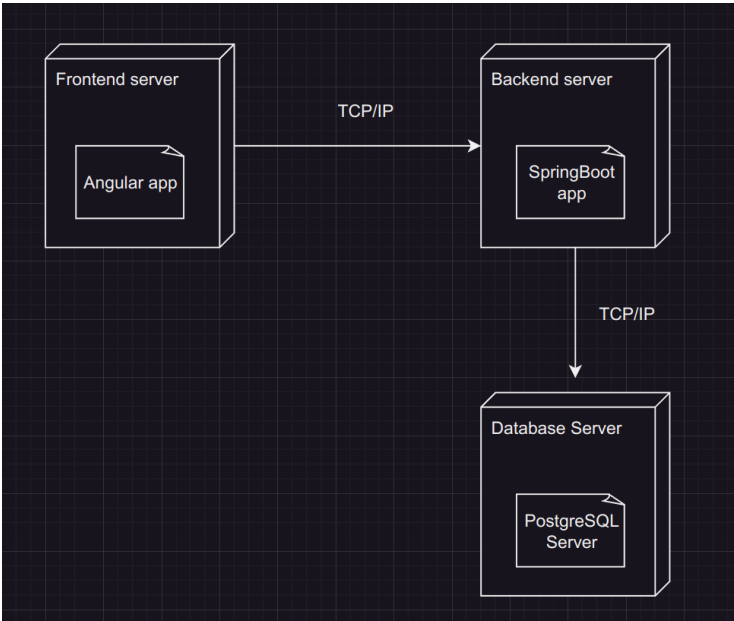 Frontend server
Backend server
TCP/IP
Angular app
SpringBoot
app
TCP/IP
Database Server
PostgreSQL
Server